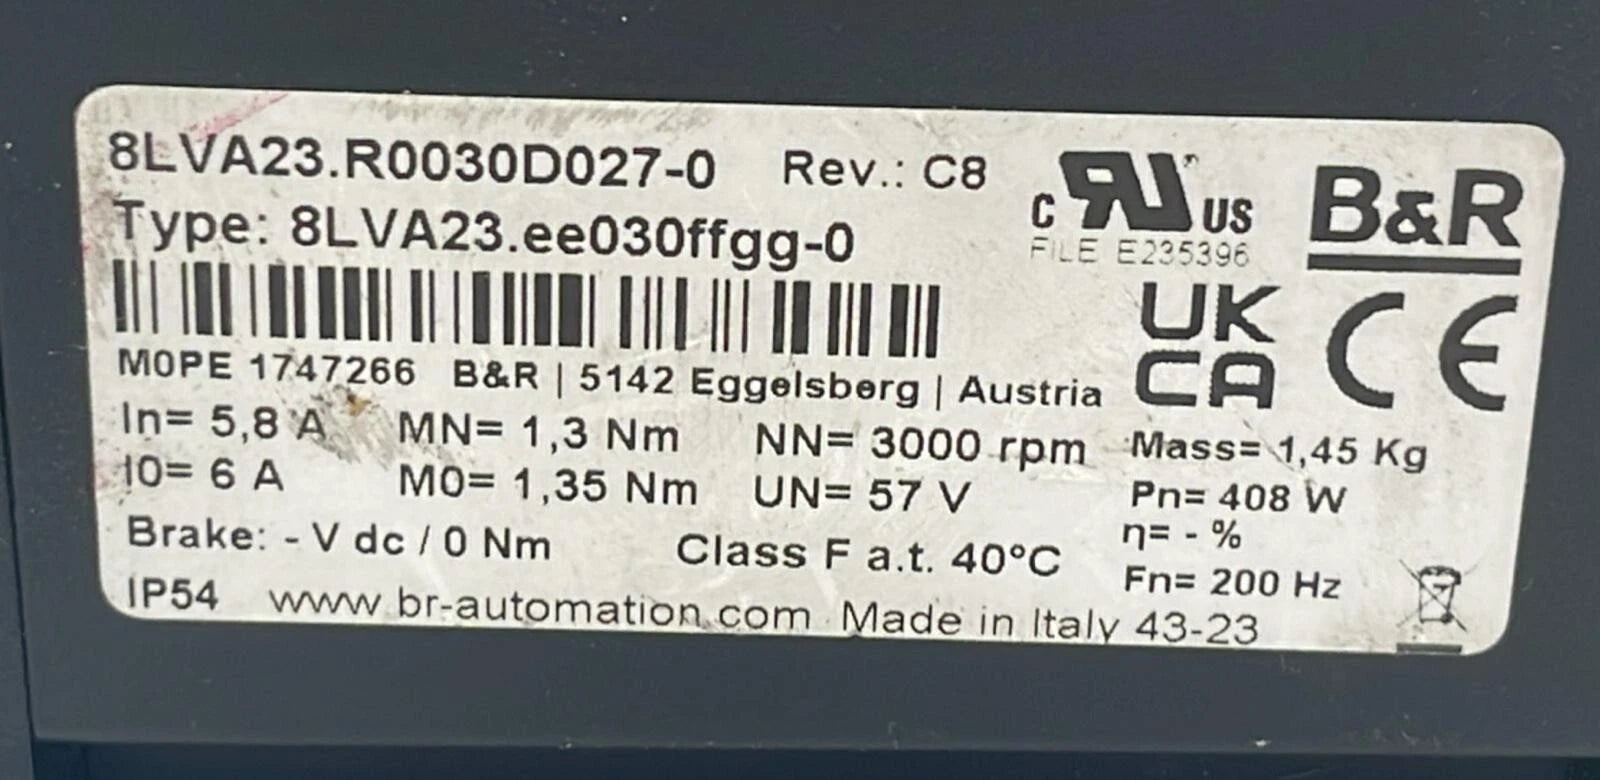 8LVA23.R0030D027-0 Rev.: C8
Type: 8LVA23.ee030ffgg-0
C RU US
FILE E235396
B&R
UK
CA
CE
M0PE 1747266 B&R | 5142 Eggelsberg | Austria
In= 5,8 A MN= 1,3 Nm NN= 3000 rpm Mass= 1,45 Kg
I0= 6 A M0= 1,35 Nm UN= 57 V Pn= 408 W
η= - %
Brake: - V dc / 0 Nm Class F a.t. 40°C Fn= 200 Hz
IP54 www.br-automation.com Made in Italy 43-23